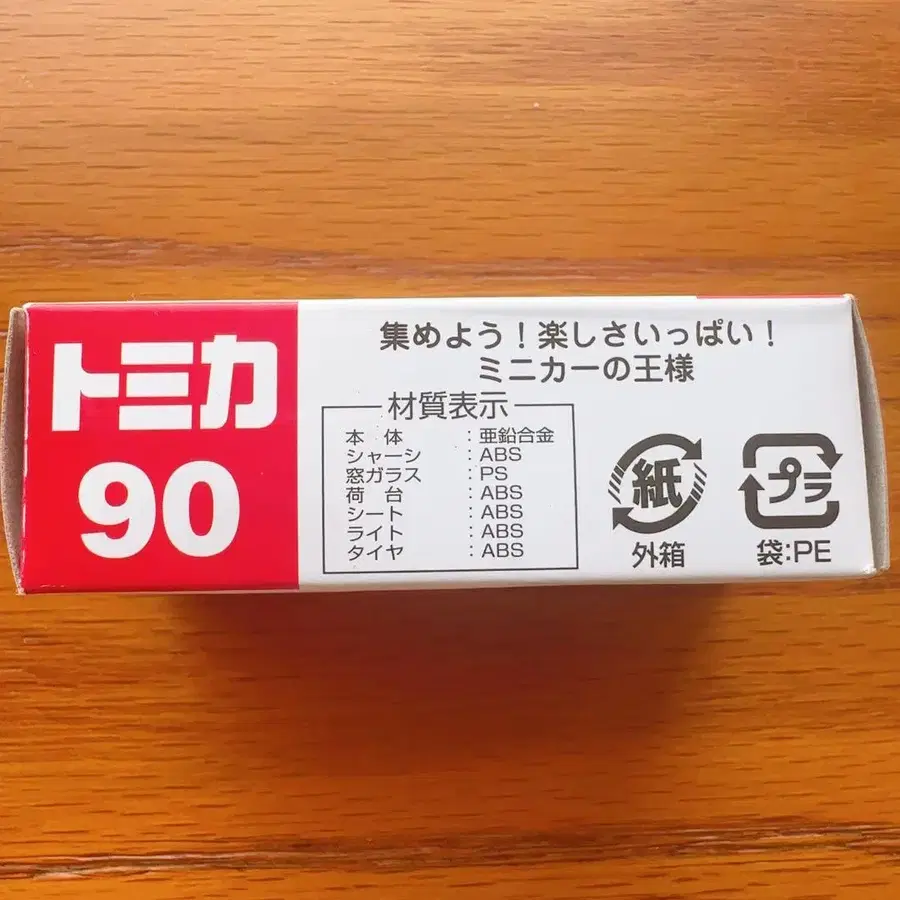 トミカ
90
集めよう！楽しさいっぱい！
ミニカーの王様
材質表示
本体：亜鉛合金
シャーシ：ABS
窓ガラス：PS
荷台：ABS
シート：ABS
ライト：ABS
タイヤ：ABS
紙
外箱
プラ
袋：PE